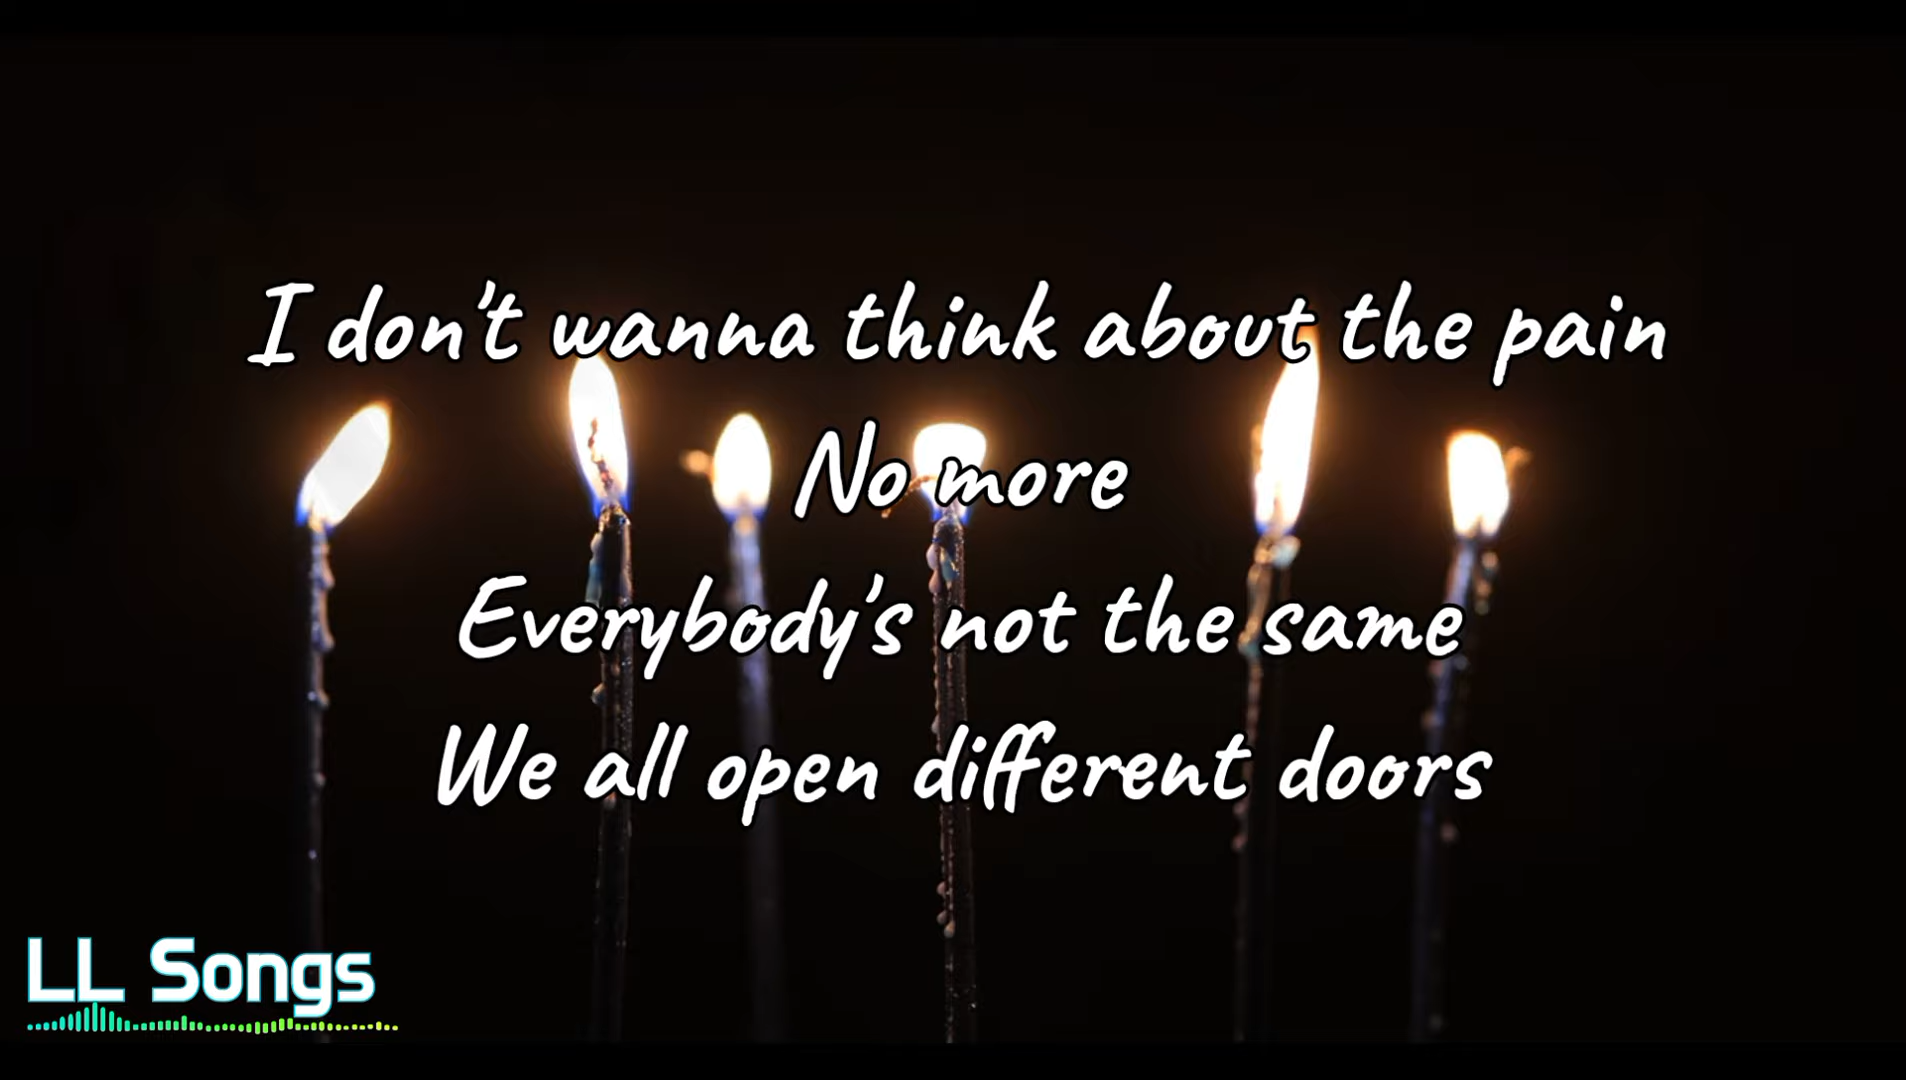 I don't wanna think about the pain
No more
Everybody's not the same
We all open different doors
LL Songs